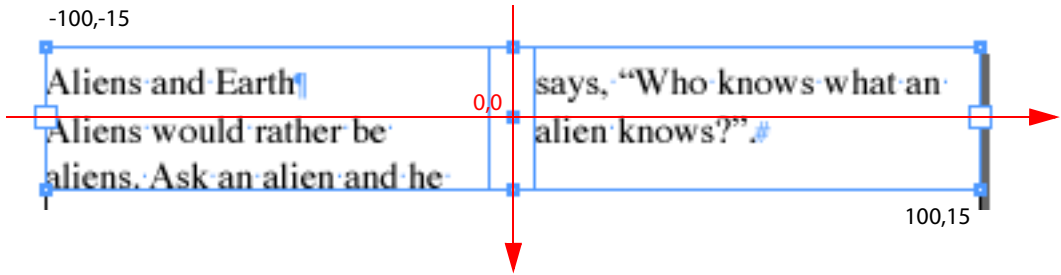 -100,-15
Aliens and Earth¶
Aliens would rather be
aliens. Ask an alien and he
0,0
says, “Who knows what an
alien knows?”.#
100,15